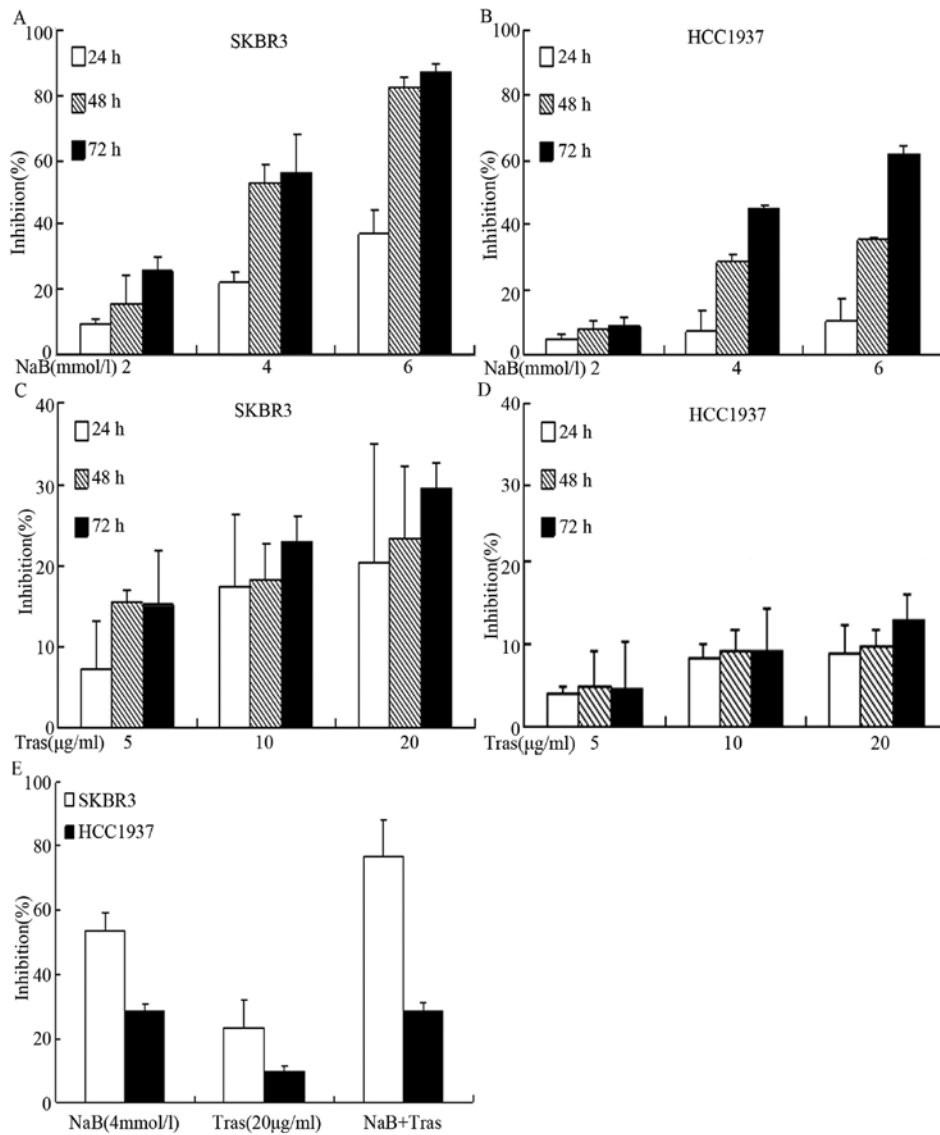 A
SKBR3
24 h
48 h
72 h
Inhibiion(%)
100
80
60
40
20
0
NaB(mmol/l) 2 4 6
B
HCC1937
24 h
48 h
72 h
Inhibition(%)
100
80
60
40
20
0
NaB(mmol/l) 2 4 6
C
SKBR3
24 h
48 h
72 h
Inhibition(%)
40
30
20
10
0
Tras(μg/ml) 5 10 20
D
HCC1937
24 h
48 h
72 h
Inhibition(%)
40
30
20
10
0
Tras(μg/ml) 5 10 20
E
SKBR3
HCC1937
Inhibition(%)
100
80
60
40
20
0
NaB(4mmol/l) Tras(20μg/ml) NaB+Tras